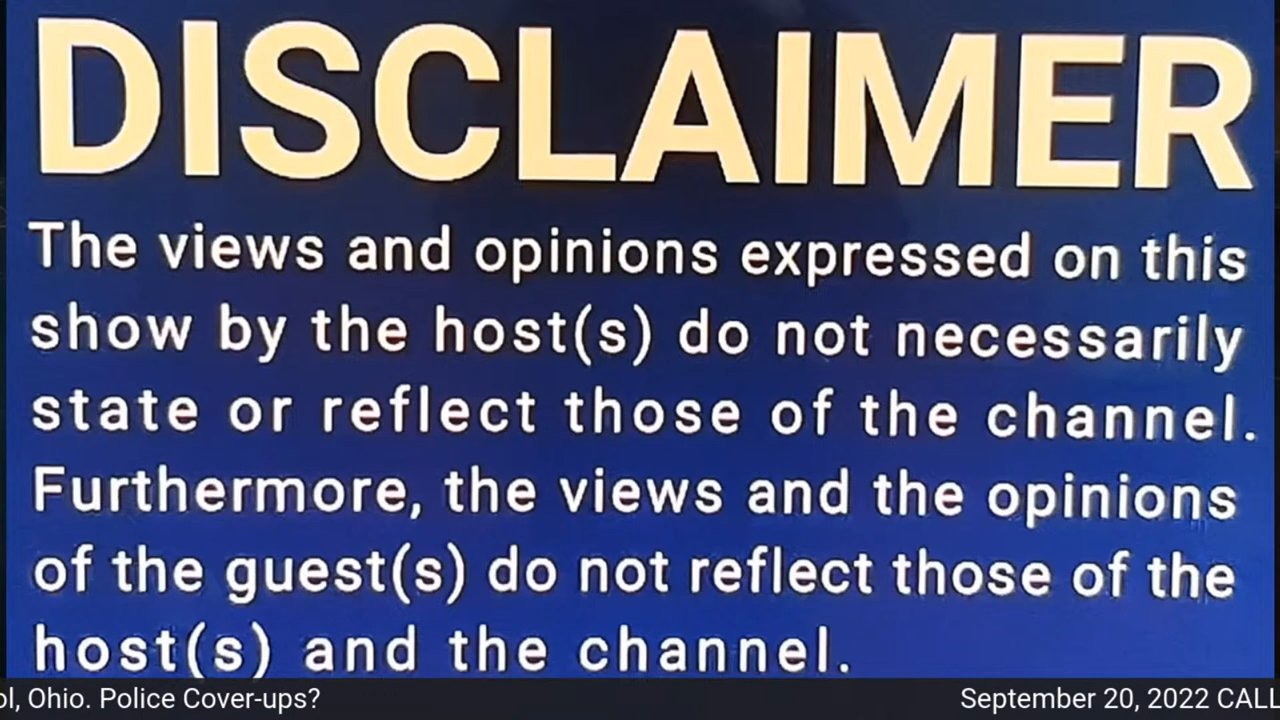 DISCLAIMER
The views and opinions expressed on this
show by the host(s) do not necessarily
state or reflect those of the channel.
Furthermore, the views and the opinions
of the guest(s) do not reflect those of the
host(s) and the channel.
Ohio. Police Cover-ups?
September 20, 2022 CALL